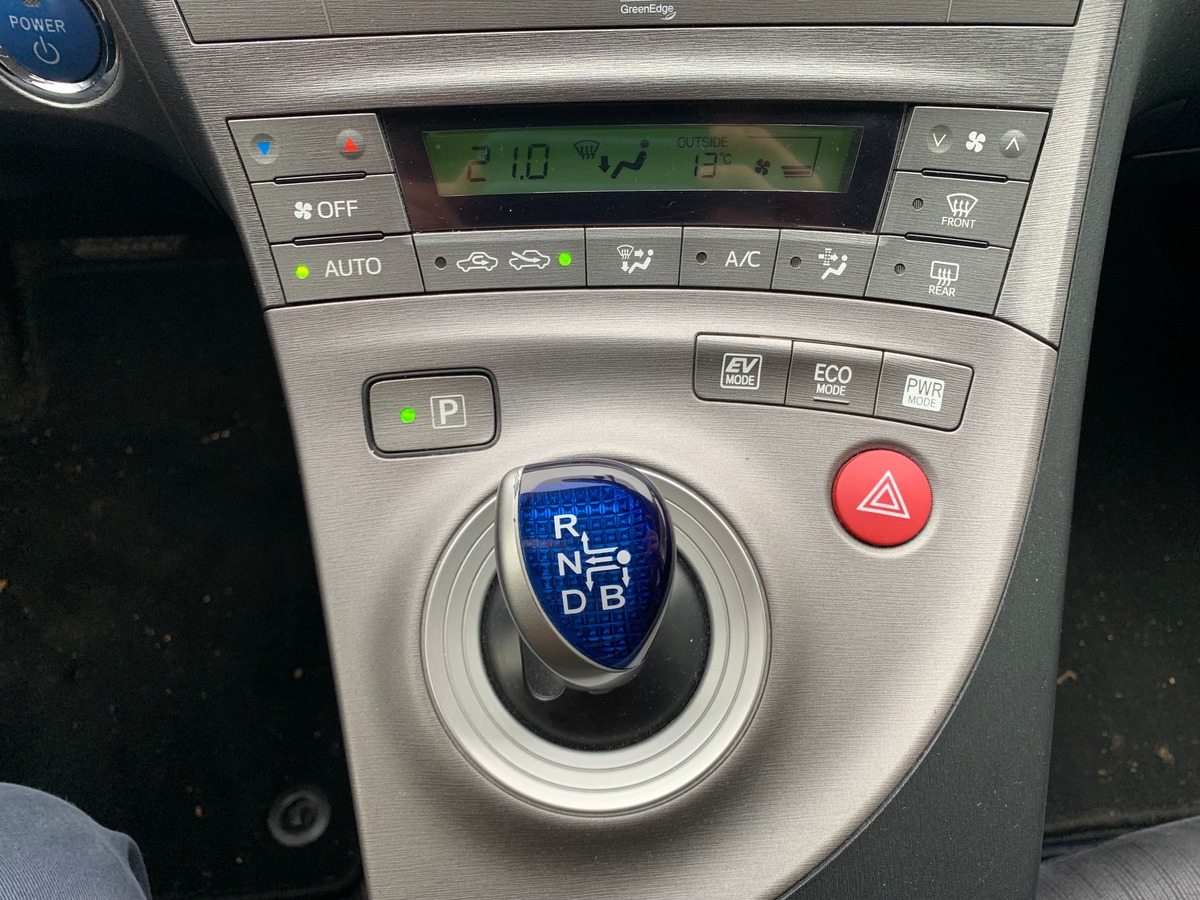 GreenEdge
POWER
21.0
OUTSIDE
13°C
OFF
FRONT
AUTO
A/C
REAR
EV
MODE
ECO
MODE
PWR
MODE
P
R
N
D B